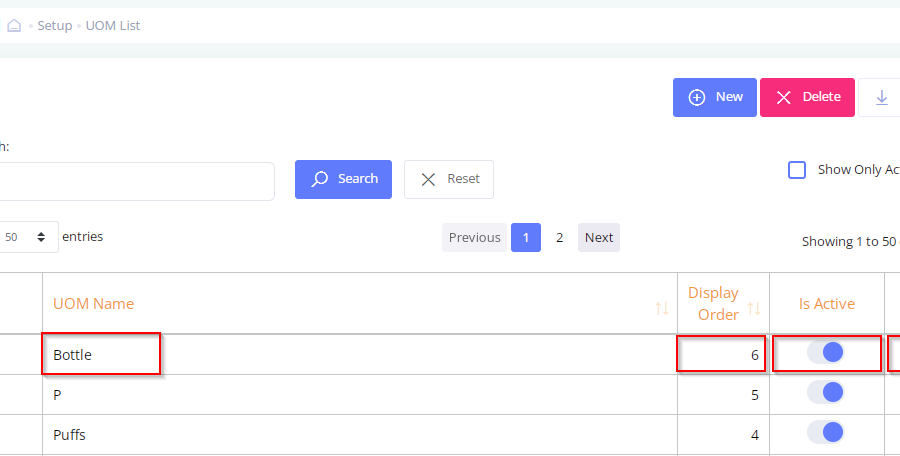 Setup UOM List
New Delete
h:
Search Reset Show Only Ac
50 entries Previous 1 2 Next Showing 1 to 50
UOM Name Display Order Is Active
Bottle 6
P 5
Puffs 4